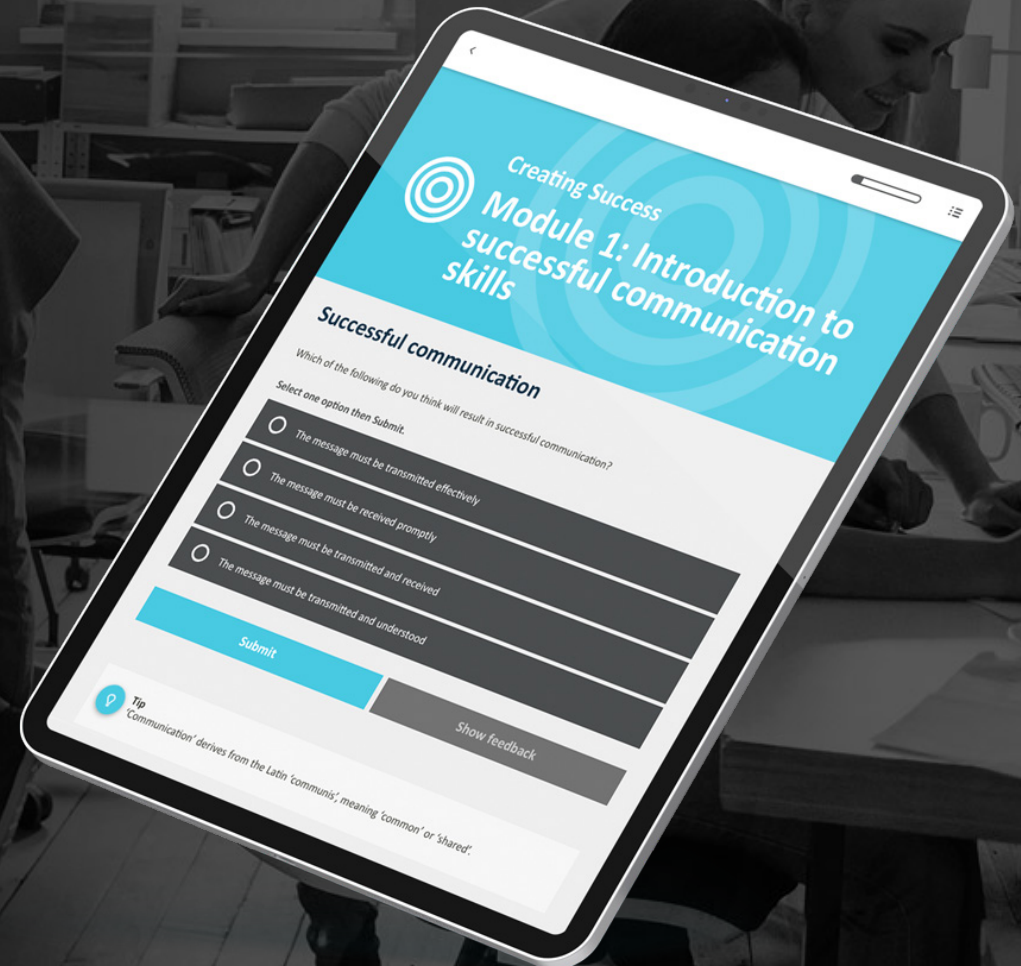 Creating Success
Module 1: Introduction to
successful communication
skills
Successful communication
Which of the following do you think will result in successful communication?
Select one option then Submit.
The message must be transmitted effectively
The message must be received promptly
The message must be transmitted and received
The message must be transmitted and understood
Submit
Show feedback
Tip
‘Communication’ derives from the Latin ‘communis’, meaning ‘common’ or ‘shared’.